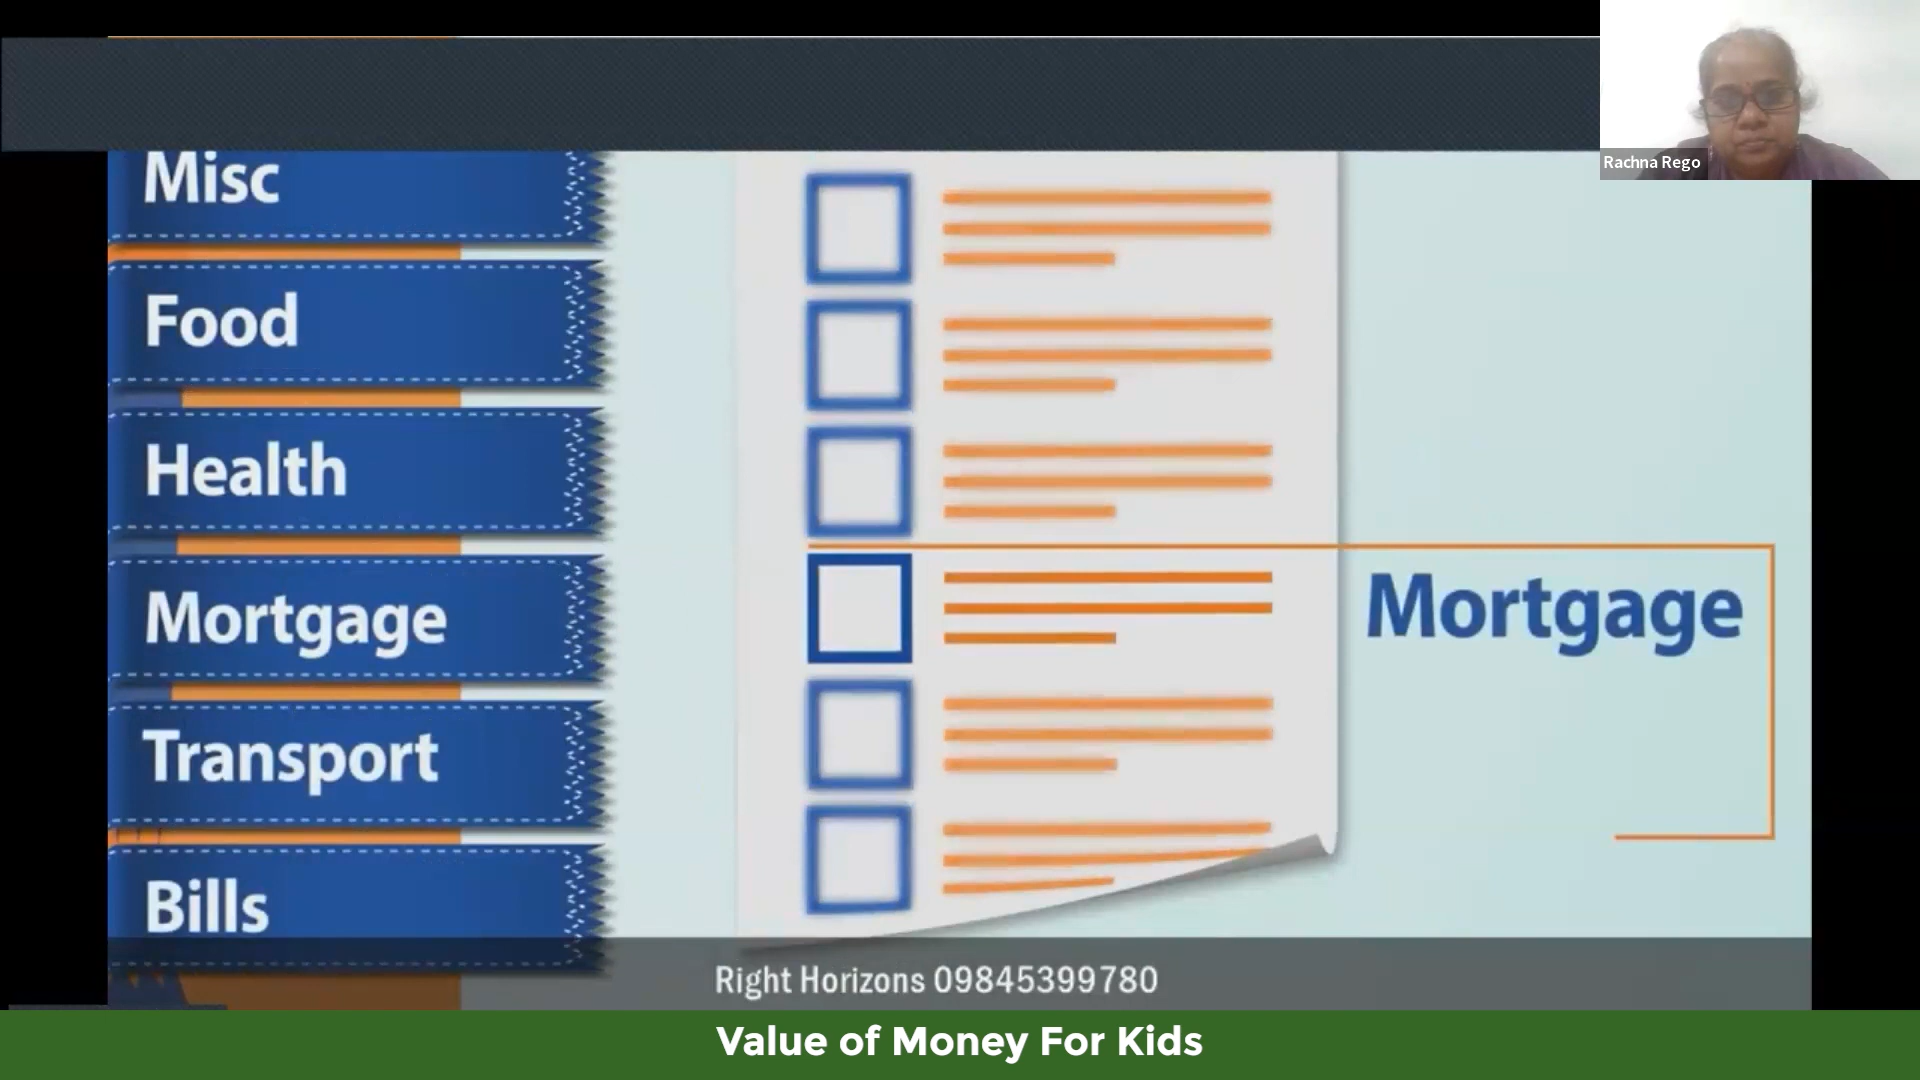 Rachna Rego
Misc
Food
Health
Mortgage
Transport
Bills
Mortgage
Right Horizons 09845399780
Value of Money For Kids